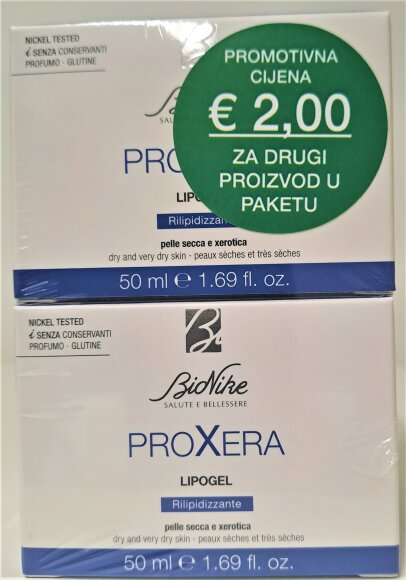 NICKEL TESTED
SENZA CONSERVANTI
PROFUMO - GLUTINE
PROMOTIVNA
CIJENA
€ 2,00
ZA DRUGI
PROIZVOD U
PAKETU
Rilipidizzante
pelle secca e xerotica
dry and very dry skin - peaux sèches et très sèches
50 ml ℮ 1.69 fl. oz.
NICKEL TESTED
SENZA CONSERVANTI
PROFUMO - GLUTINE
BioNike
SALUTE E BELLESSERE
PROXERA
LIPOGEL
Rilipidizzante
pelle secca e xerotica
dry and very dry skin - peaux sèches et très sèches
50 ml ℮ 1.69 fl. oz.